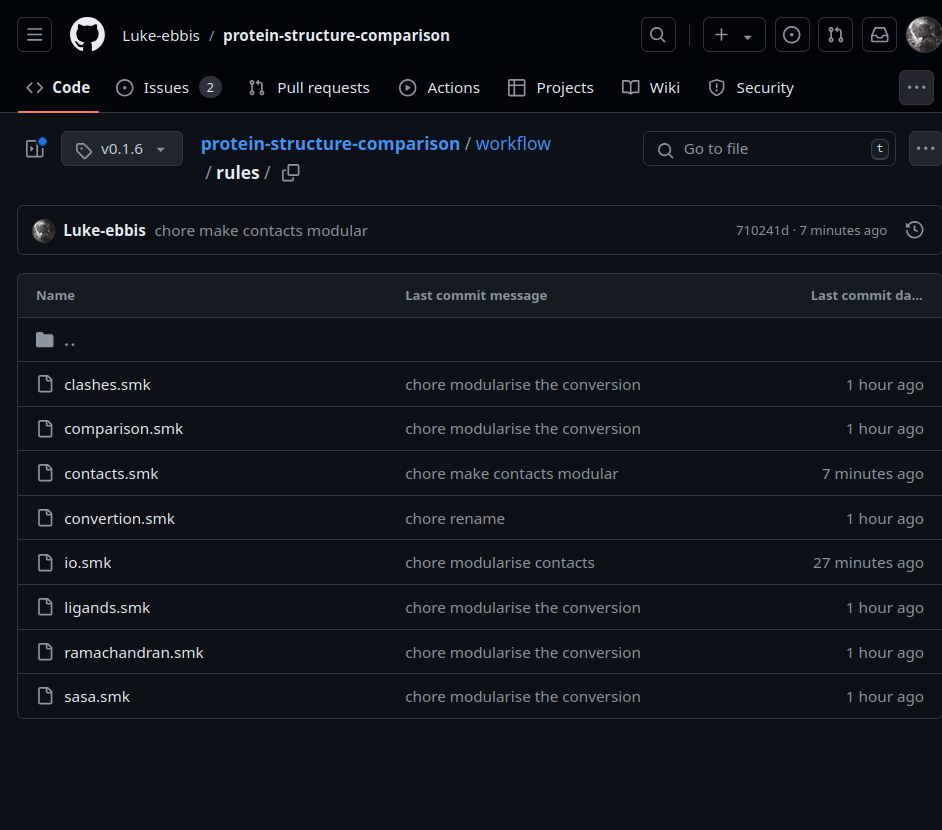 Luke-ebbis / protein-structure-comparison
Code Issues 2 Pull requests Actions Projects Wiki Security
v0.1.6 protein-structure-comparison / workflow Go to file t
/ rules /
Luke-ebbis chore make contacts modular 710241d · 7 minutes ago
Name Last commit message Last commit da...
..
clashes.smk chore modularise the conversion 1 hour ago
comparison.smk chore modularise the conversion 1 hour ago
contacts.smk chore make contacts modular 7 minutes ago
convertion.smk chore rename 1 hour ago
io.smk chore modularise contacts 27 minutes ago
ligands.smk chore modularise the conversion 1 hour ago
ramachandran.smk chore modularise the conversion 1 hour ago
sasa.smk chore modularise the conversion 1 hour ago